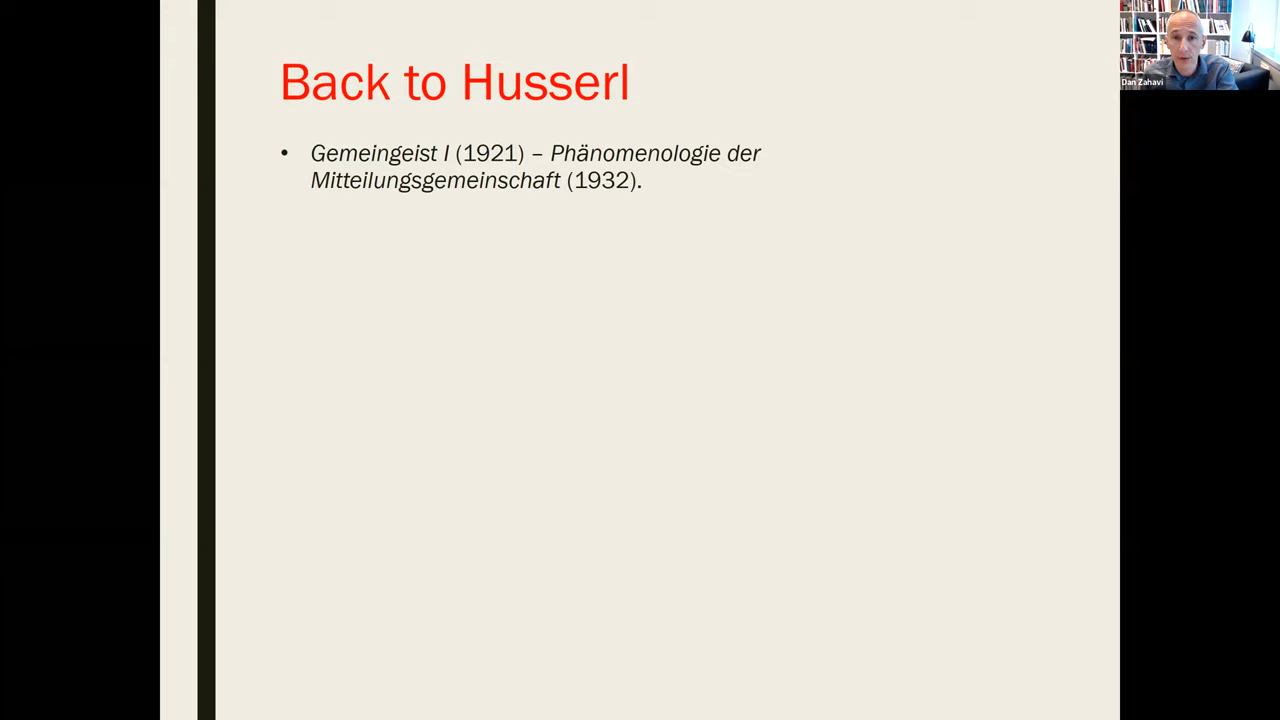 Back to Husserl
• Gemeingeist I (1921) – Phänomenologie der
Mitteilungsgemeinschaft (1932).
Dan Zahavi